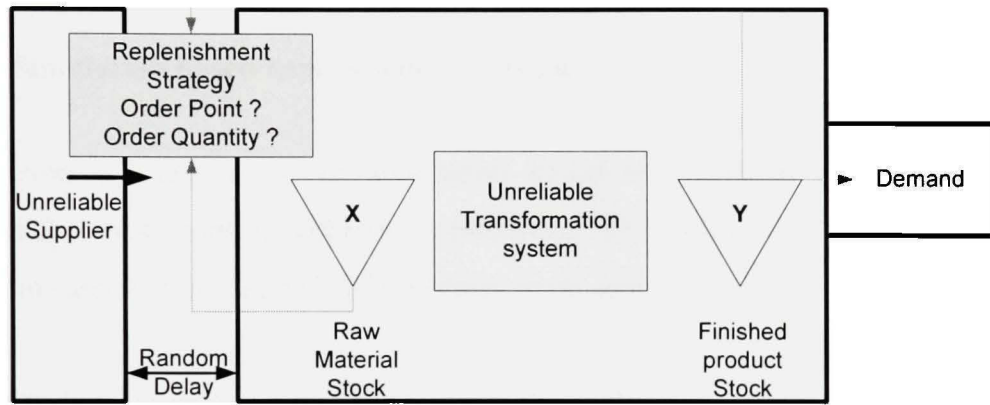 Replenishment
Strategy
Order Point ?
Order Quantity ?
Unreliable
Supplier
X
Unreliable
Transformation
system
Y
Demand
Random
Delay
Raw
Material
Stock
Finished
product
Stock